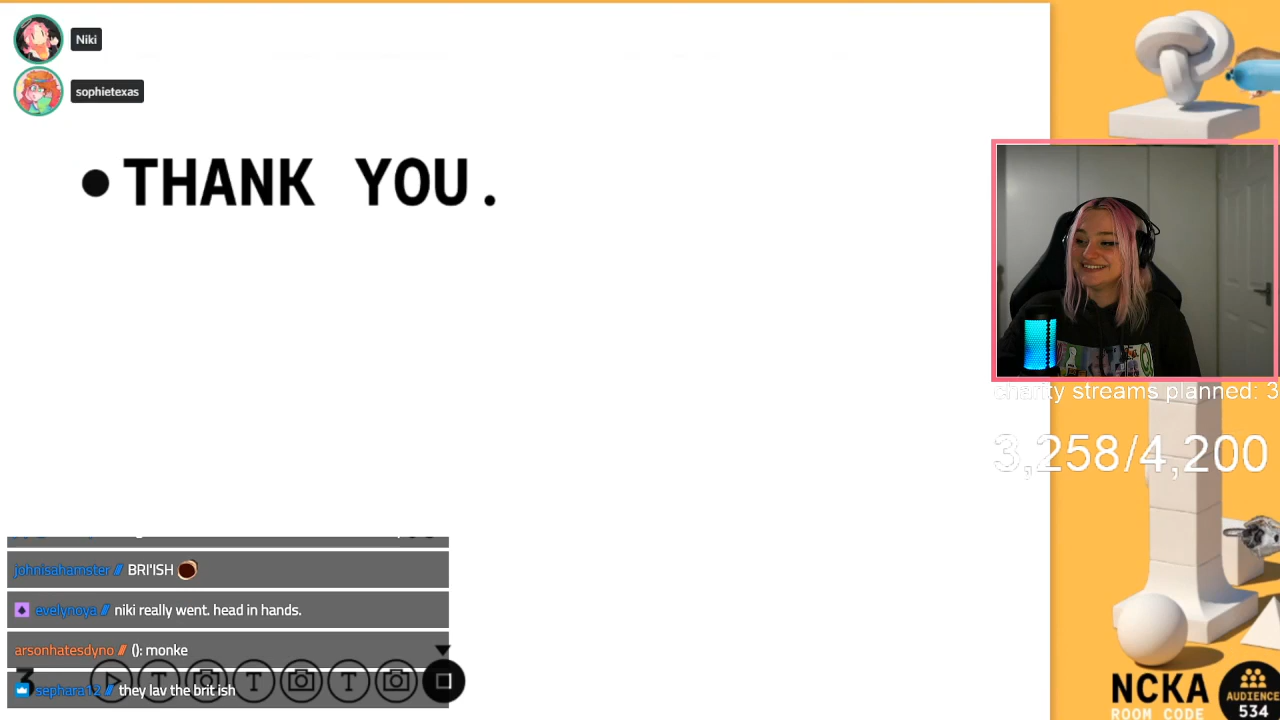 Niki
sophietexas
● THANK YOU.
charity streams planned: 3
3,258/4,200
johnisahamster // BRI'ISH
evelynoya // niki really went. head in hands.
arsonhatesdyno // (): monke
3 T T T
sephara12 // they lav the brit ish
NCKA
ROOM CODE
AUDIENCE
534